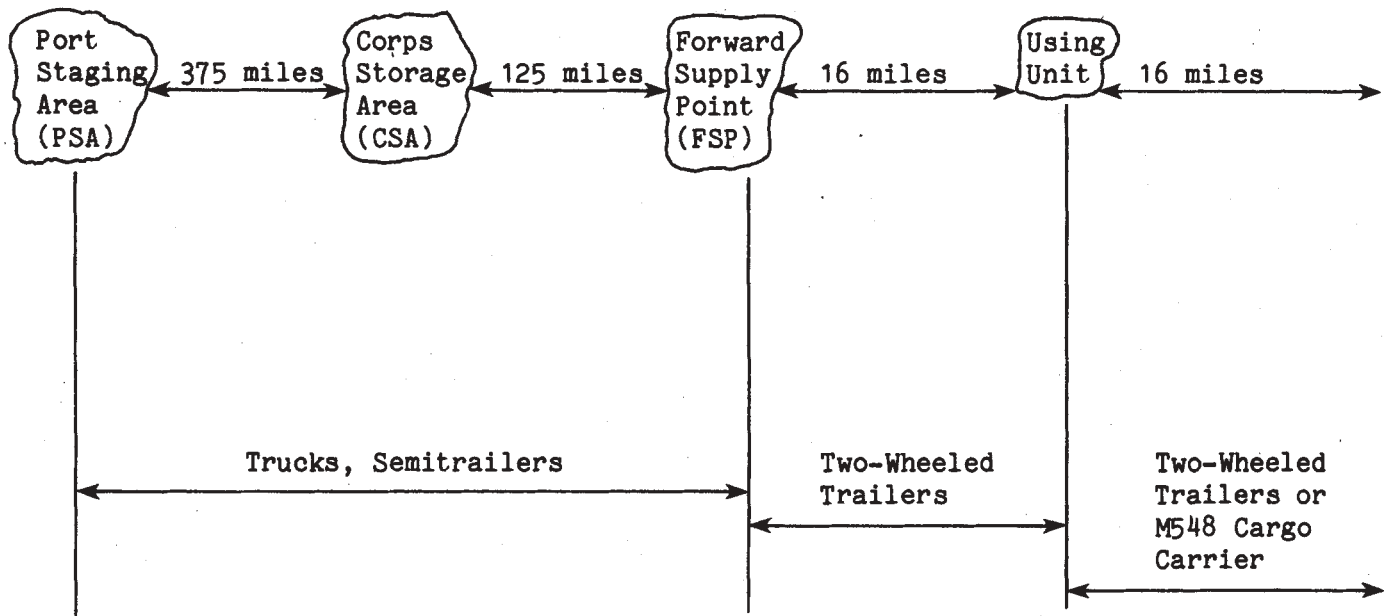 Port
Staging
Area
(PSA)
375 miles
Corps
Storage
Area
(CSA)
125 miles
Forward
Supply
Point
(FSP)
16 miles
Using
Unit
16 miles
Trucks, Semitrailers
Two-Wheeled
Trailers
Two-Wheeled
Trailers or
M548 Cargo
Carrier